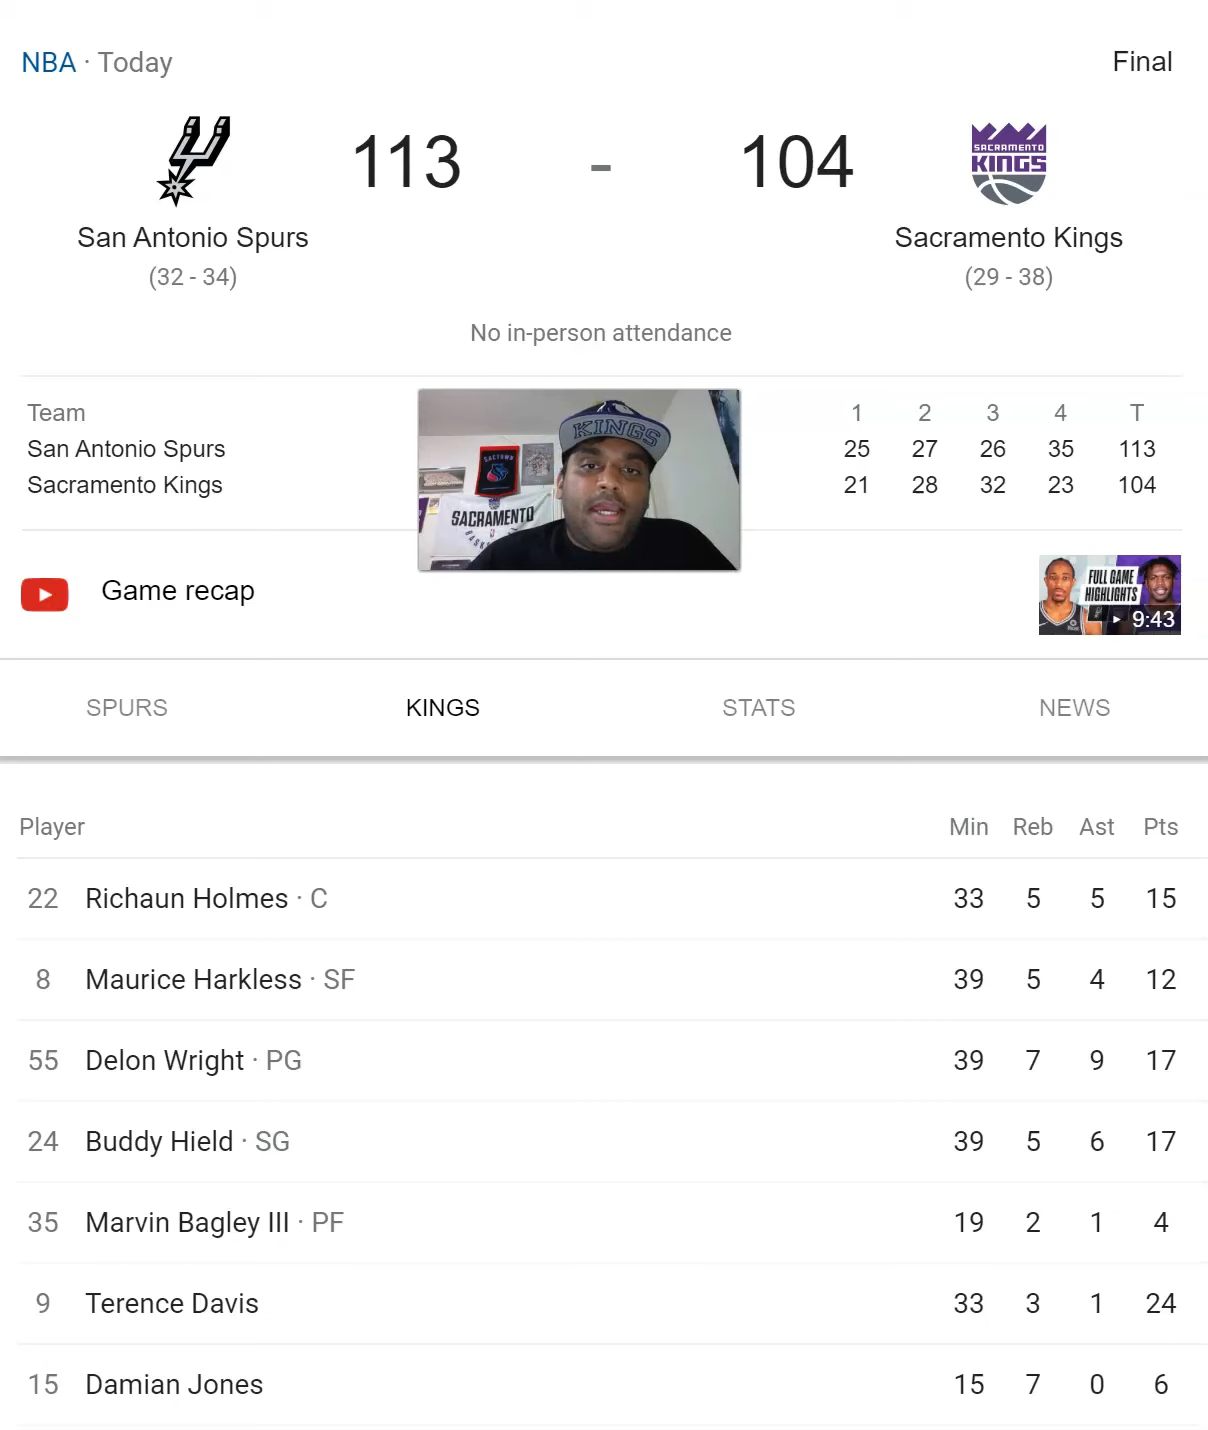 NBA · Today
Final
113 - 104
SACRAMENTO
KINGS
San Antonio Spurs
Sacramento Kings
(32 - 34)
(29 - 38)
No in-person attendance
Team 1 2 3 4 T
San Antonio Spurs 25 27 26 35 113
Sacramento Kings 21 28 32 23 104
KINGS
SACTOWN
SACRAMENTO
Game recap
FULL GAME
HIGHLIGHTS
9:43
SPURS KINGS STATS NEWS
Player Min Reb Ast Pts
22 Richaun Holmes · C 33 5 5 15
8 Maurice Harkless · SF 39 5 4 12
55 Delon Wright · PG 39 7 9 17
24 Buddy Hield · SG 39 5 6 17
35 Marvin Bagley III · PF 19 2 1 4
9 Terence Davis 33 3 1 24
15 Damian Jones 15 7 0 6